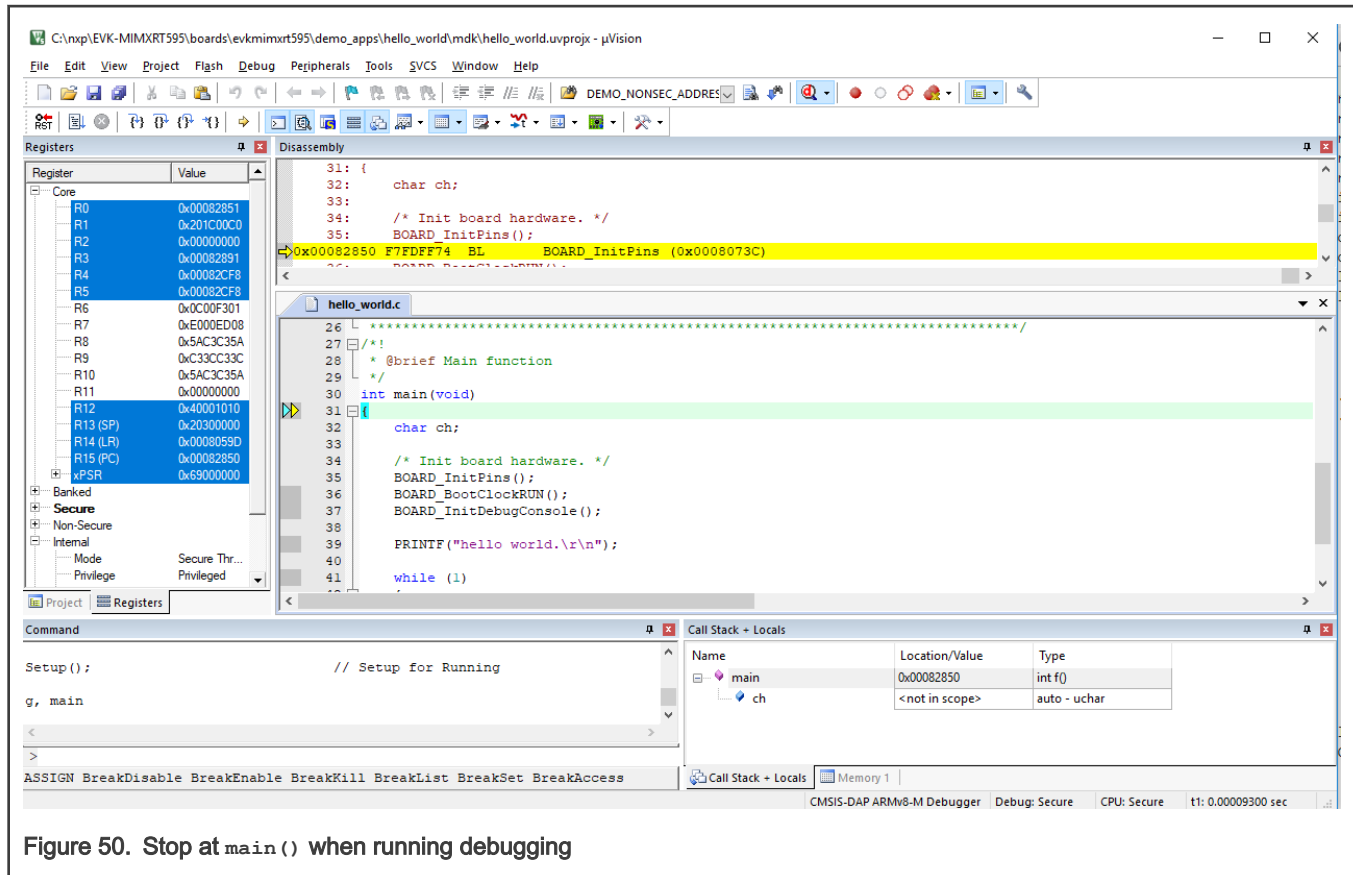 C:\nxp\EVK-MIMXRT595\boards\evkmimxrt595\demo_apps\hello_world\mdk\hello_world.uvprojx - µVision
File Edit View Project Flash Debug Peripherals Tools SVCS Window Help
DEMO_NONSEC_ADDRES
RST
Registers
Register Value
Core
R0 0x00082851
R1 0x201C00C0
R2 0x00000000
R3 0x00082891
R4 0x00082CF8
R5 0x00082CF8
R6 0x0C00F301
R7 0xE000ED08
R8 0x5AC3C35A
R9 0xC33CC33C
R10 0x5AC3C35A
R11 0x00000000
R12 0x40001010
R13 (SP) 0x20300000
R14 (LR) 0x0008059D
R15 (PC) 0x00082850
xPSR 0x69000000
Banked
Secure
Non-Secure
Internal
Mode Secure Thr...
Privilege Privileged
Project Registers
Disassembly
31: {
32: char ch;
33:
34: /* Init board hardware. */
35: BOARD_InitPins();
0x00082850 F7FDFF74 BL BOARD_InitPins (0x0008073C)
36: BOARD_BootClockRUN();
hello_world.c
26 ******************************************************************************/
27 /*!
28 * @brief Main function
29 */
30 int main(void)
31 {
32 char ch;
33
34 /* Init board hardware. */
35 BOARD_InitPins();
36 BOARD_BootClockRUN();
37 BOARD_InitDebugConsole();
38
39 PRINTF("hello world.\r\n");
40
41 while (1)
Command
Setup(); // Setup for Running
g, main
>
ASSIGN BreakDisable BreakEnable BreakKill BreakList BreakSet BreakAccess
Call Stack + Locals
Name Location/Value Type
main 0x00082850 int f()
ch <not in scope> auto - uchar
Call Stack + Locals Memory 1
CMSIS-DAP ARMv8-M Debugger Debug: Secure CPU: Secure t1: 0.00009300 sec
Figure 50. Stop at main() when running debugging